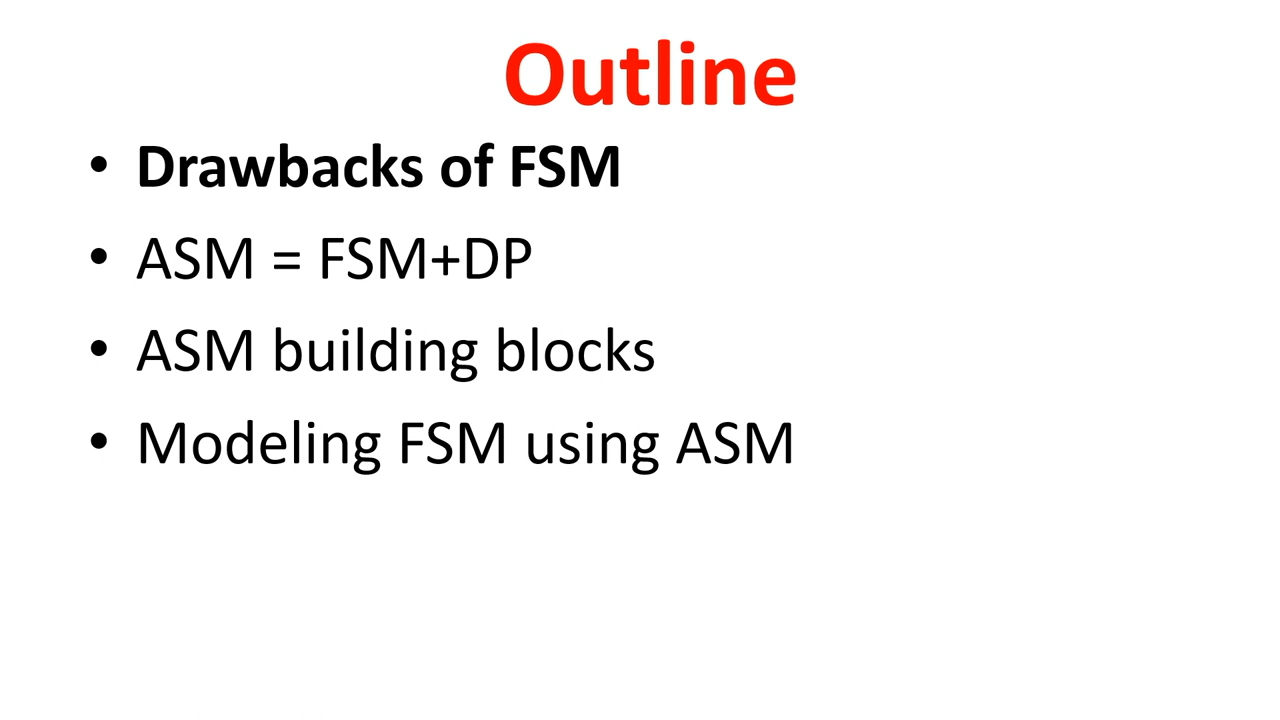 Outline
• Drawbacks of FSM
• ASM = FSM+DP
• ASM building blocks
• Modeling FSM using ASM